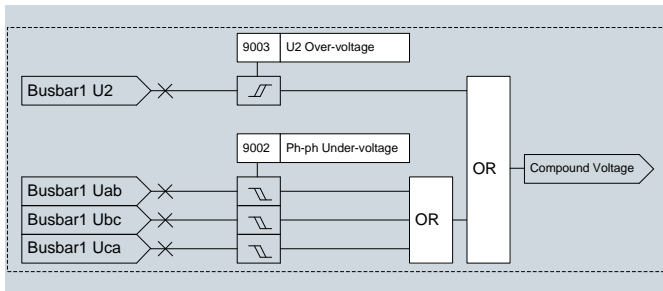 9003 U2 Over-voltage
Busbar1 U2
9002 Ph-ph Under-voltage
OR
Compound Voltage
Busbar1 Uab
Busbar1 Ubc
OR
Busbar1 Uca